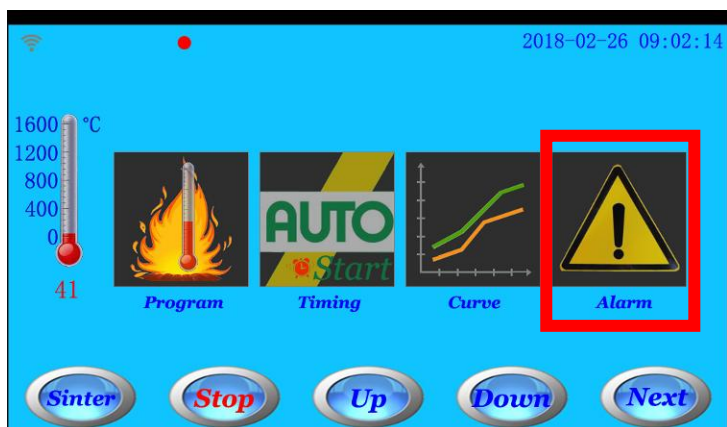 2018-02-26 09:02:14
1600 ℃
1200
800
400
0
41
AUTO
Start
Program Timing Curve Alarm
Sinter Stop Up Down Next